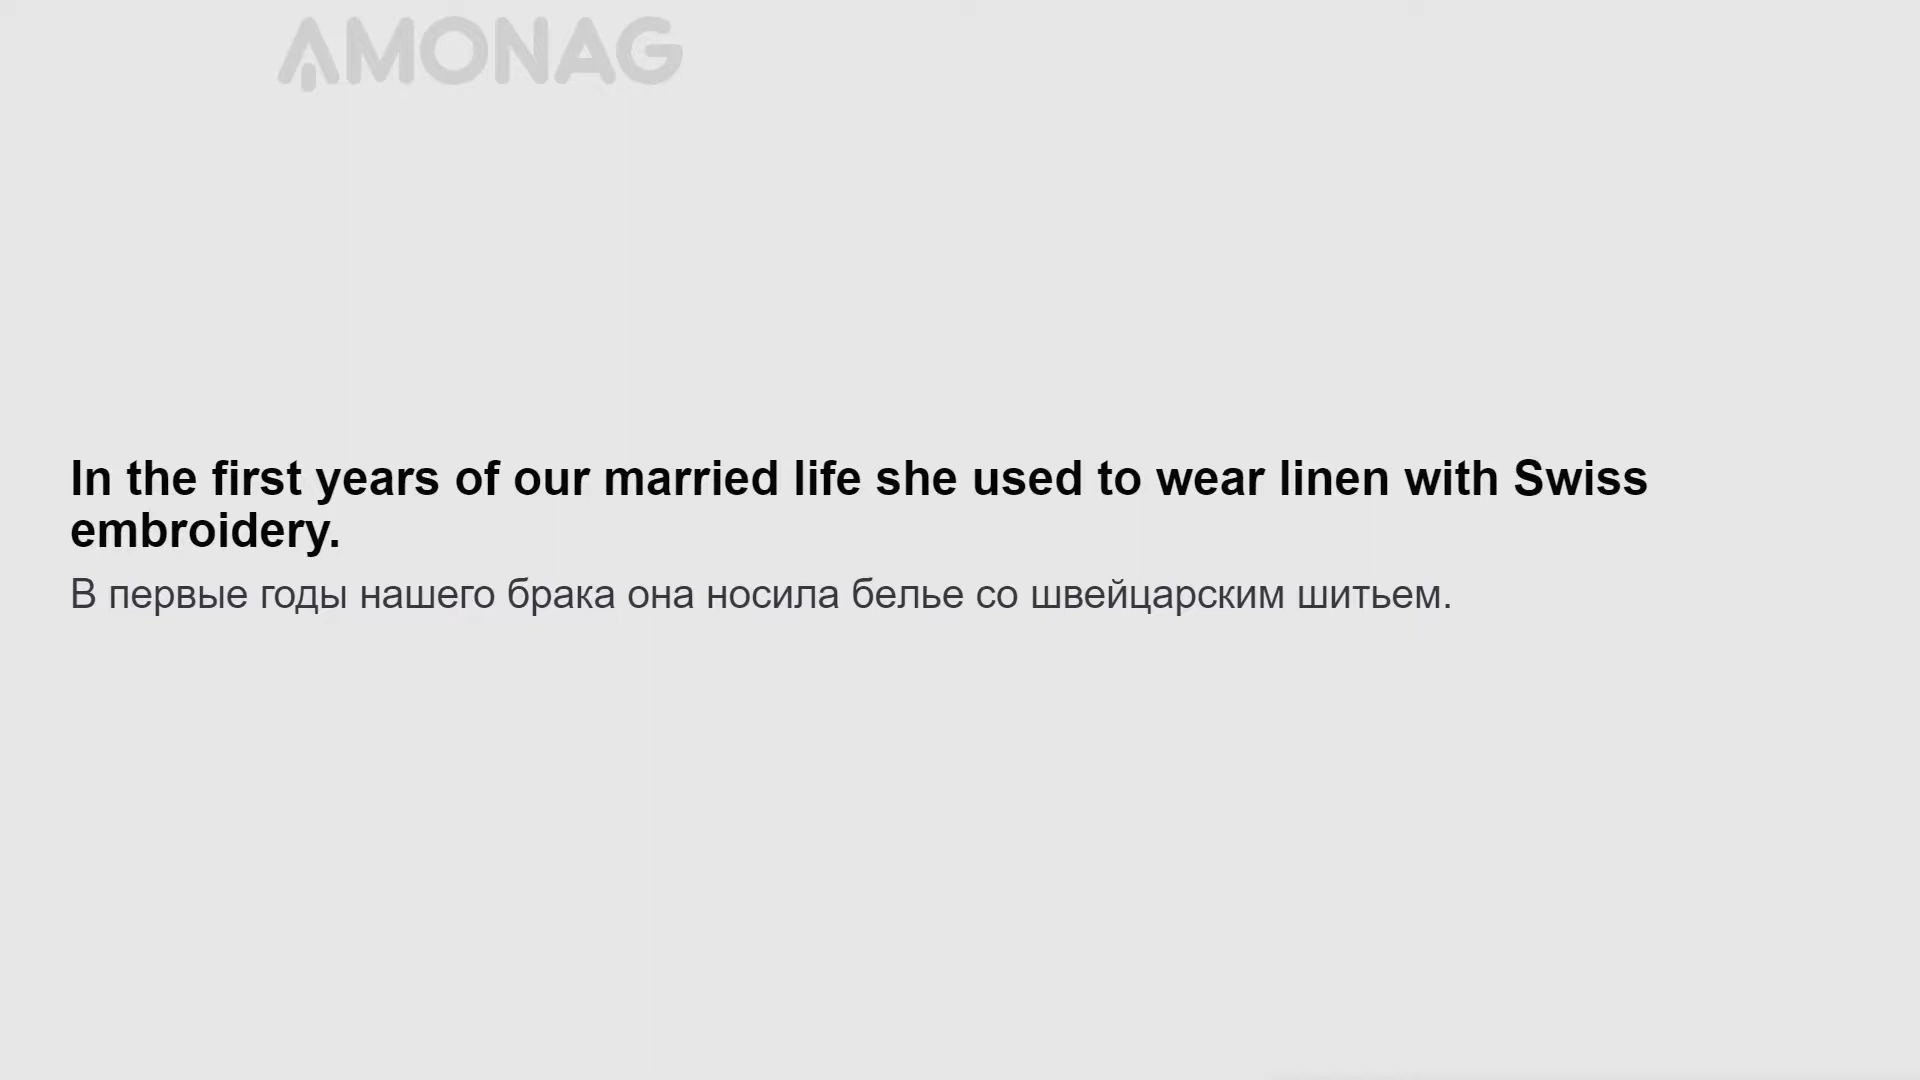 AMONAG
In the first years of our married life she used to wear linen with Swiss
embroidery.
В первые годы нашего брака она носила белье со швейцарским шитьем.